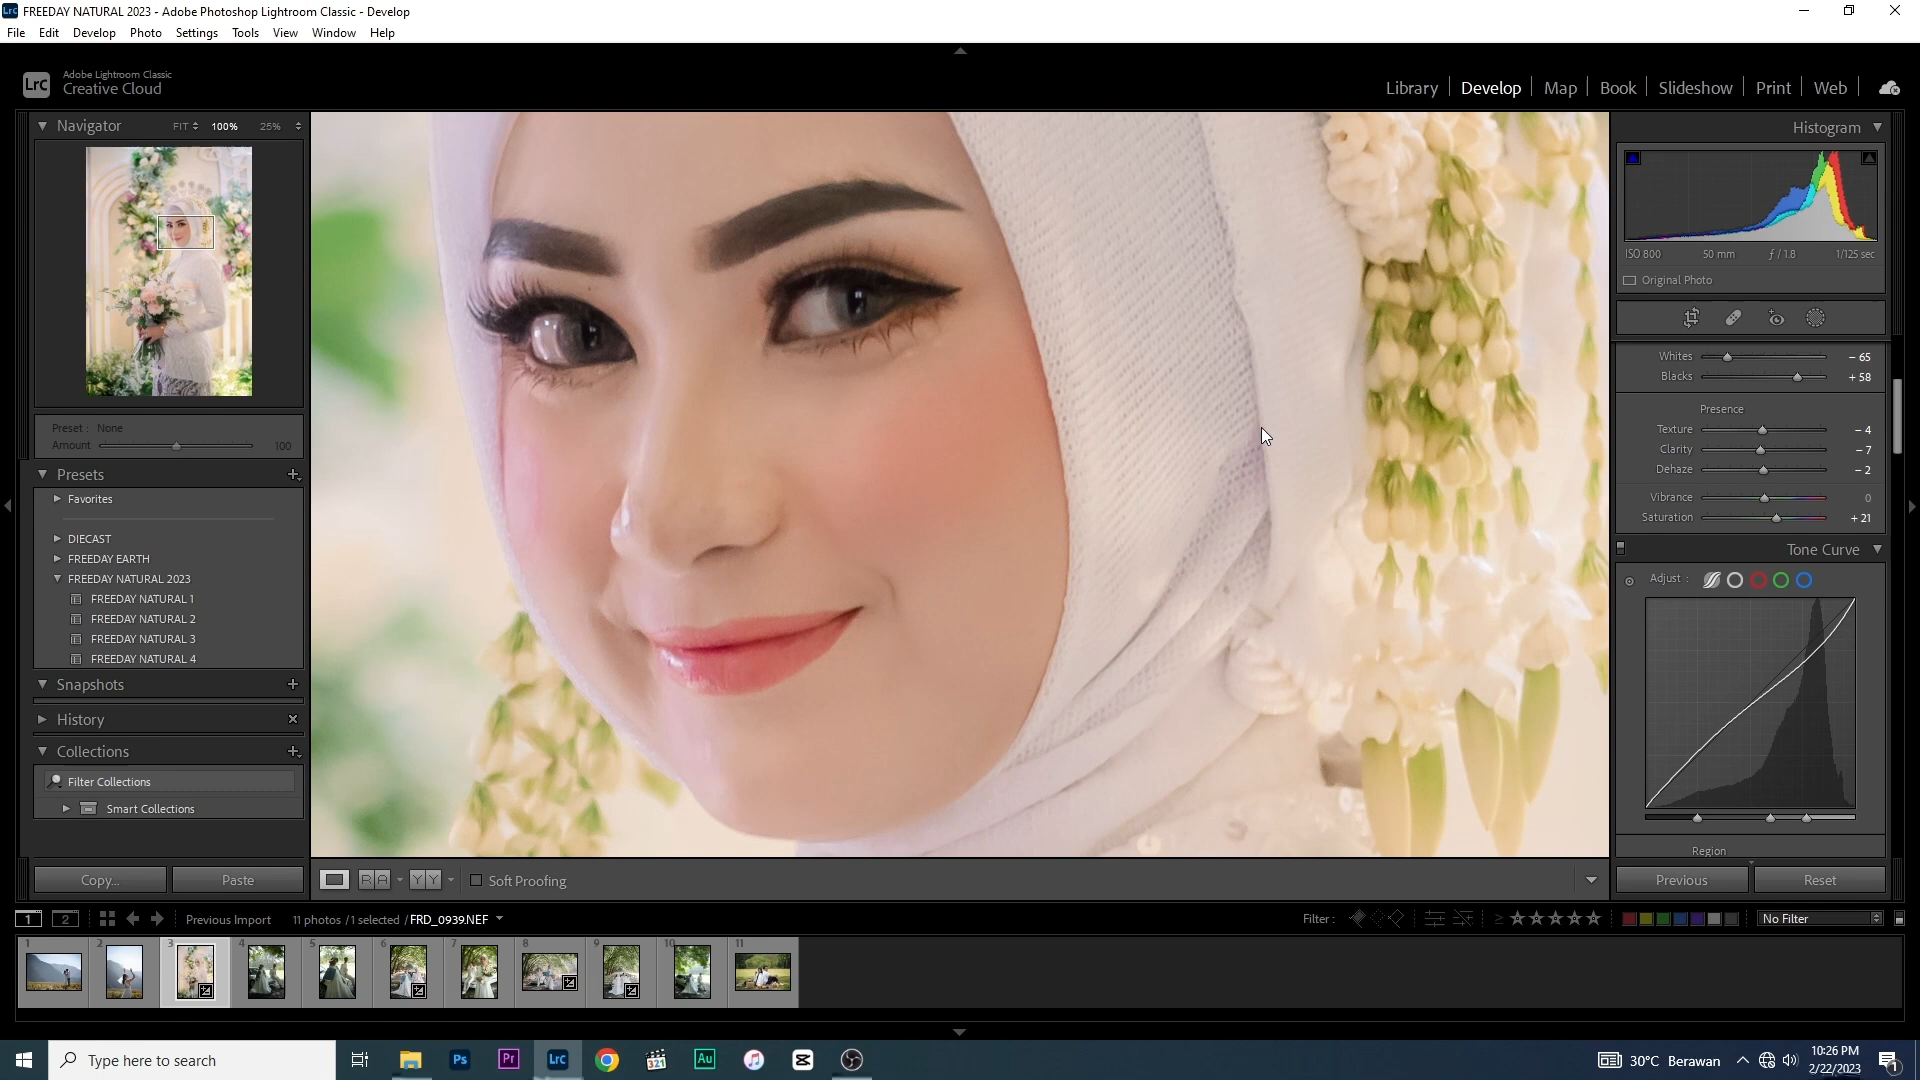 FREEDAY NATURAL 2023 - Adobe Photoshop Lightroom Classic - Develop
File Edit Develop Photo Settings Tools View Window Help
LrC Adobe Lightroom Classic
Creative Cloud
Library Develop Map Book Slideshow Print Web
Navigator FIT 100% 25%
Preset : None
Amount 100
Presets
Favorites
DIECAST
FREEDAY EARTH
FREEDAY NATURAL 2023
FREEDAY NATURAL 1
FREEDAY NATURAL 2
FREEDAY NATURAL 3
FREEDAY NATURAL 4
Snapshots
History
Collections
Filter Collections
Smart Collections
Copy... Paste
Histogram
ISO 800 50 mm ƒ / 1.8 1/125 sec
Original Photo
Whites − 65
Blacks + 58
Presence
Texture − 4
Clarity − 7
Dehaze − 2
Vibrance 0
Saturation + 21
Tone Curve
Adjust :
Region
Previous Reset
R A Y Y Soft Proofing
1 2 Previous Import 11 photos / 1 selected / FRD_0939.NEF
Filter : ≥ No Filter
1 2 3 4 5 6 7 8 9 10 11
Type here to search
Ps Pr LrC 321 Au
30°C Berawan
10:26 PM
2/22/2023
1